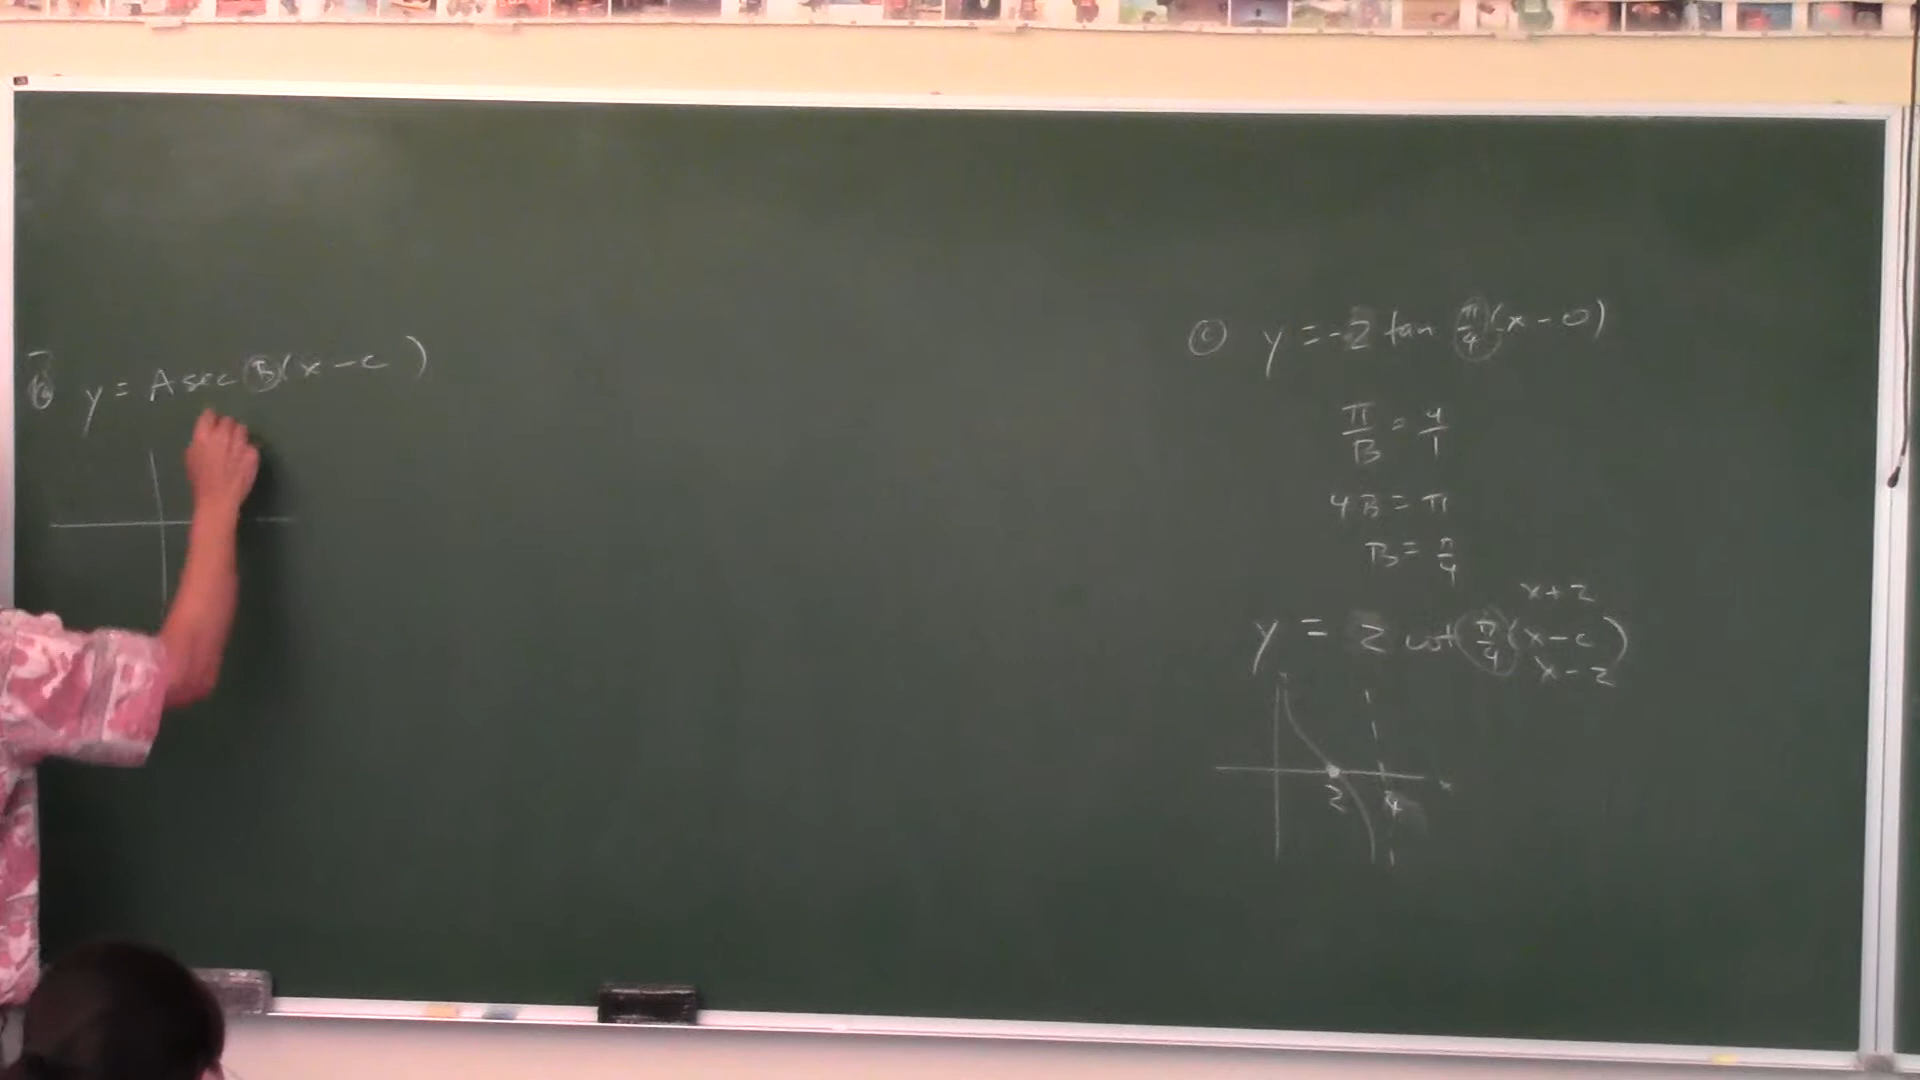 y = A sec B(x - c)
C y = -2 tan π/4 (x - 0)
π/B = 4/1
4B = π
B = π/4
x + 2
y = 2 cot π/4 (x - c)
x - 2
2 4 x